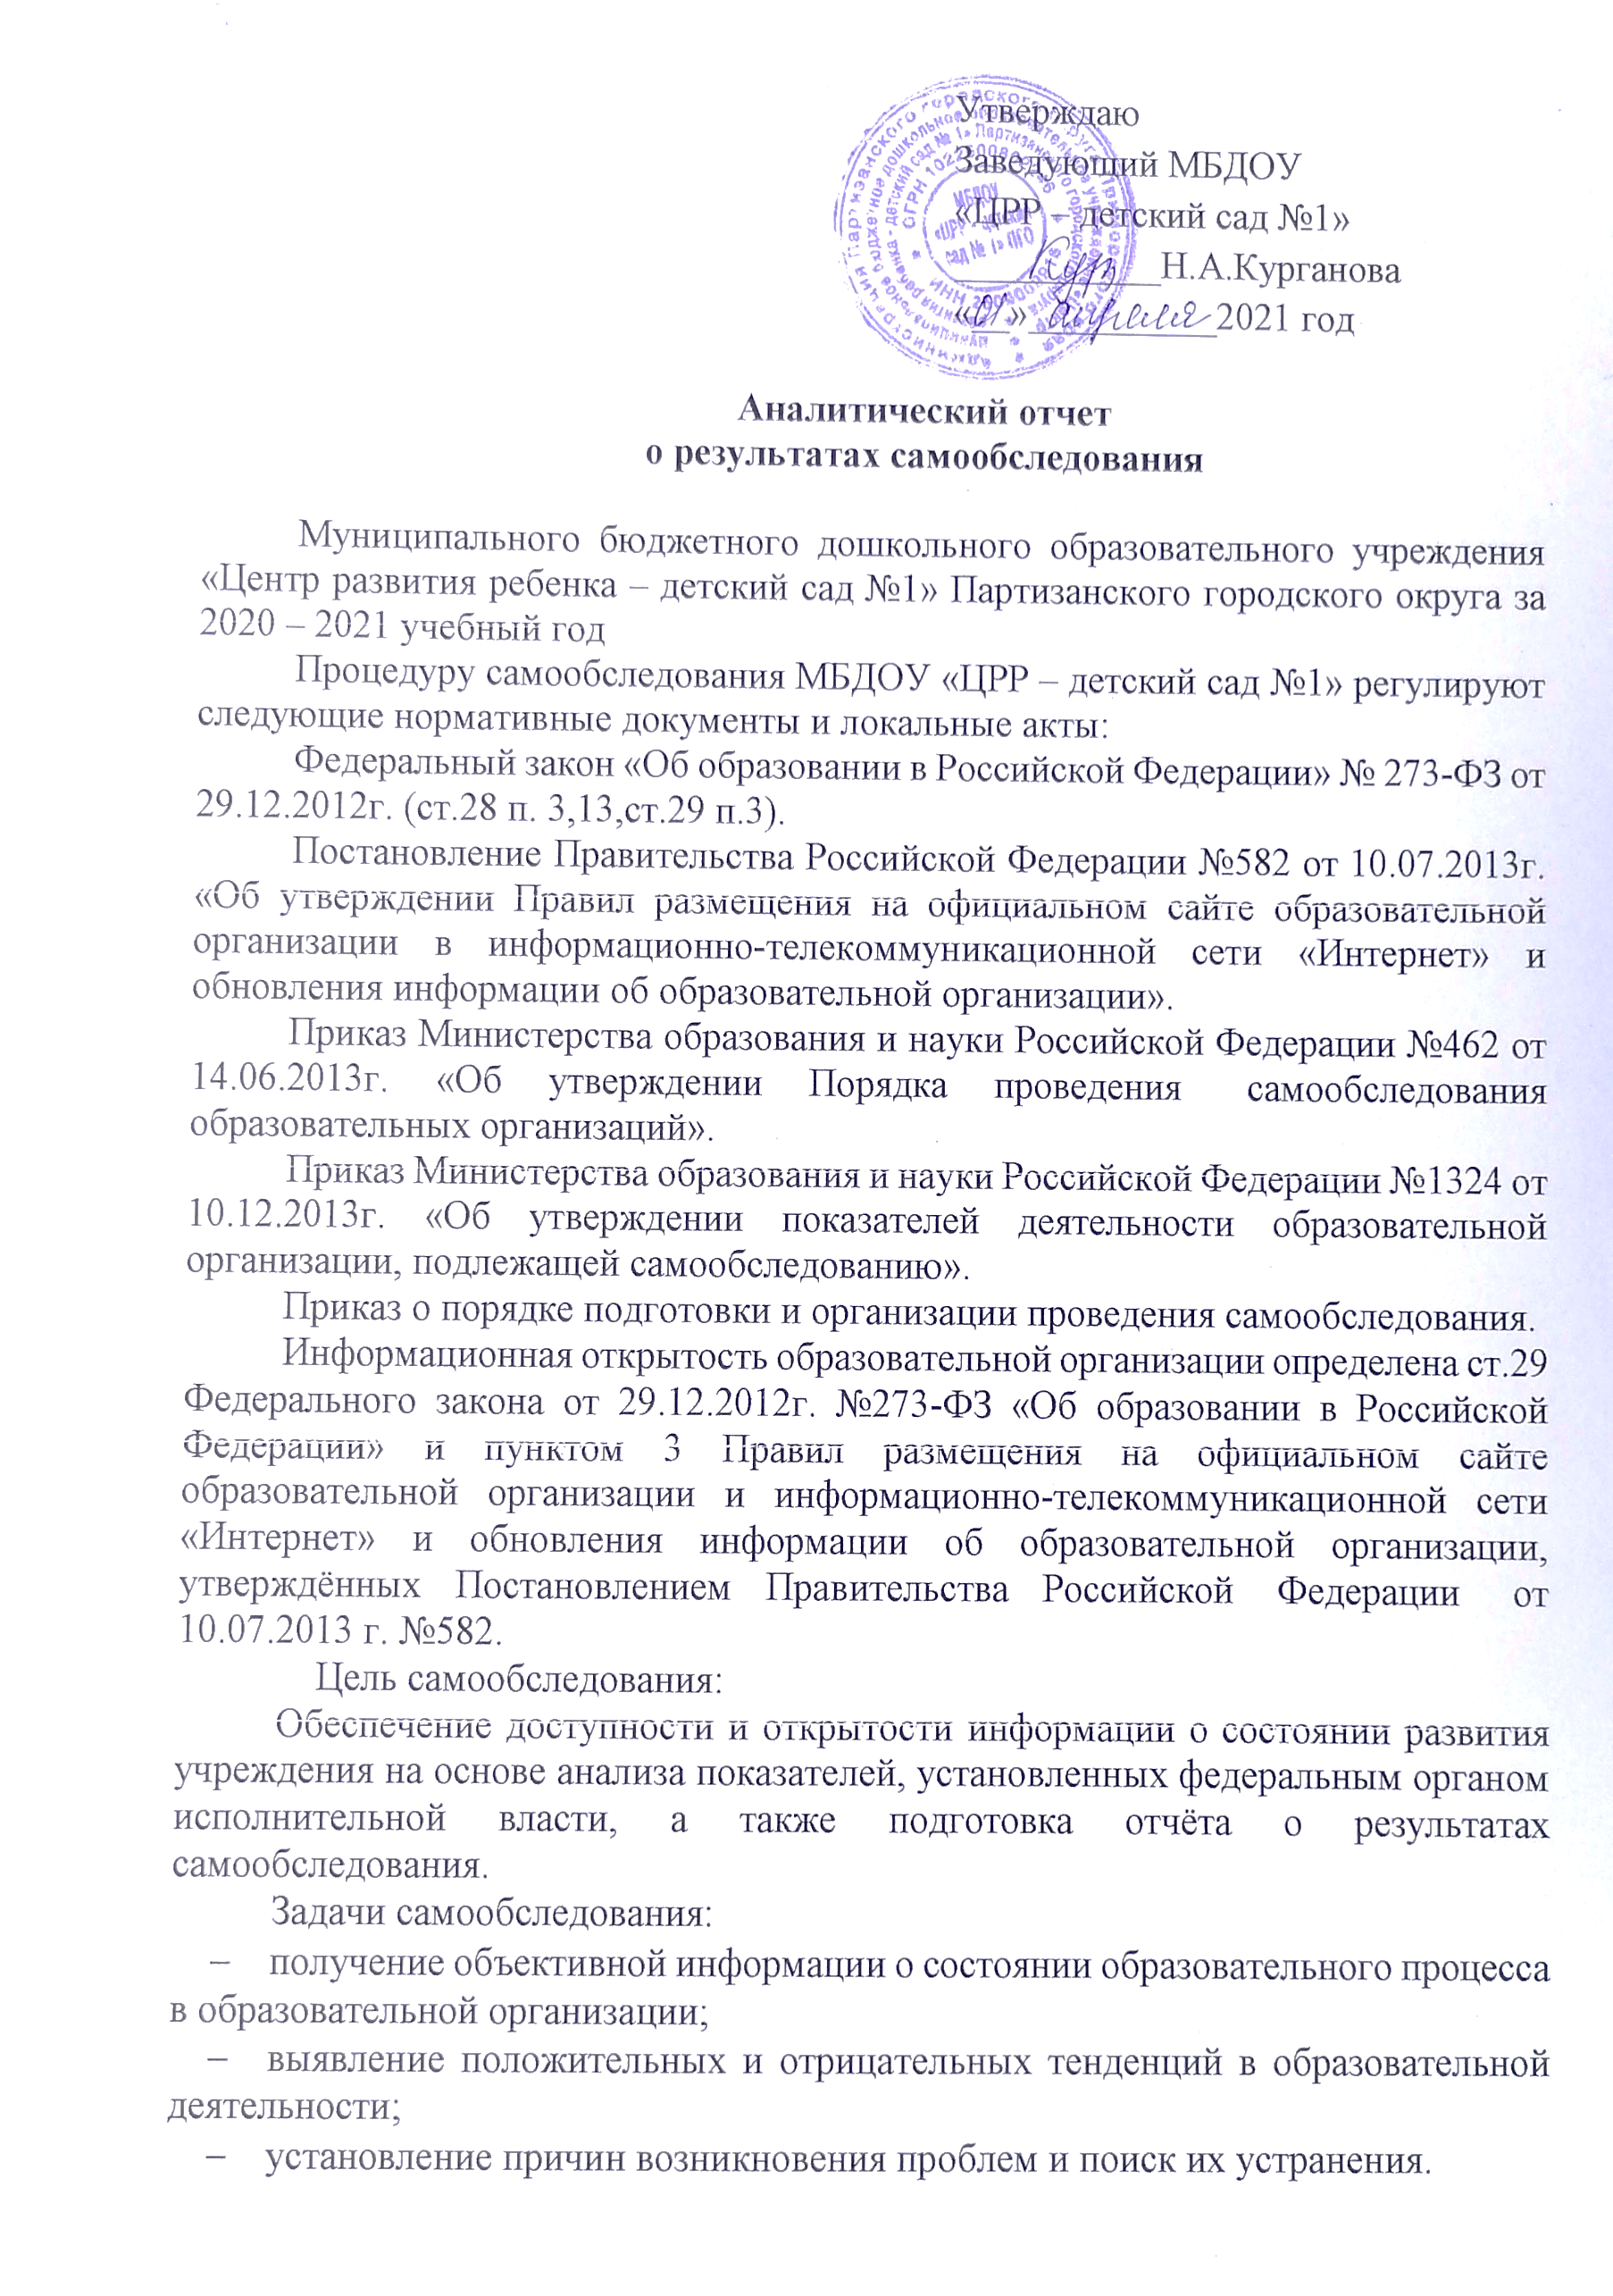 Утверждаю
Заведующий МБДОУ
«ЦРР – детский сад №1»
Н.А.Курганова
«01» апреля 2021 год
МБДОУ
«ЦРР - детский
сад № 1» ПГО
Аналитический отчет
о результатах самообследования
Муниципального бюджетного дошкольного образовательного учреждения
«Центр развития ребенка – детский сад №1» Партизанского городского округа за
2020 – 2021 учебный год
Процедуру самообследования МБДОУ «ЦРР – детский сад №1» регулируют
следующие нормативные документы и локальные акты:
Федеральный закон «Об образовании в Российской Федерации» № 273-ФЗ от
29.12.2012г. (ст.28 п. 3,13,ст.29 п.3).
Постановление Правительства Российской Федерации №582 от 10.07.2013г.
«Об утверждении Правил размещения на официальном сайте образовательной
организации в информационно-телекоммуникационной сети «Интернет» и
обновления информации об образовательной организации».
Приказ Министерства образования и науки Российской Федерации №462 от
14.06.2013г. «Об утверждении Порядка проведения самообследования
образовательных организаций».
Приказ Министерства образования и науки Российской Федерации №1324 от
10.12.2013г. «Об утверждении показателей деятельности образовательной
организации, подлежащей самообследованию».
Приказ о порядке подготовки и организации проведения самообследования.
Информационная открытость образовательной организации определена ст.29
Федерального закона от 29.12.2012г. №273-ФЗ «Об образовании в Российской
Федерации» и пунктом 3 Правил размещения на официальном сайте
образовательной организации и информационно-телекоммуникационной сети
«Интернет» и обновления информации об образовательной организации,
утверждённых Постановлением Правительства Российской Федерации от
10.07.2013 г. №582.
Цель самообследования:
Обеспечение доступности и открытости информации о состоянии развития
учреждения на основе анализа показателей, установленных федеральным органом
исполнительной власти, а также подготовка отчёта о результатах
самообследования.
Задачи самообследования:
– получение объективной информации о состоянии образовательного процесса
в образовательной организации;
– выявление положительных и отрицательных тенденций в образовательной
деятельности;
– установление причин возникновения проблем и поиск их устранения.